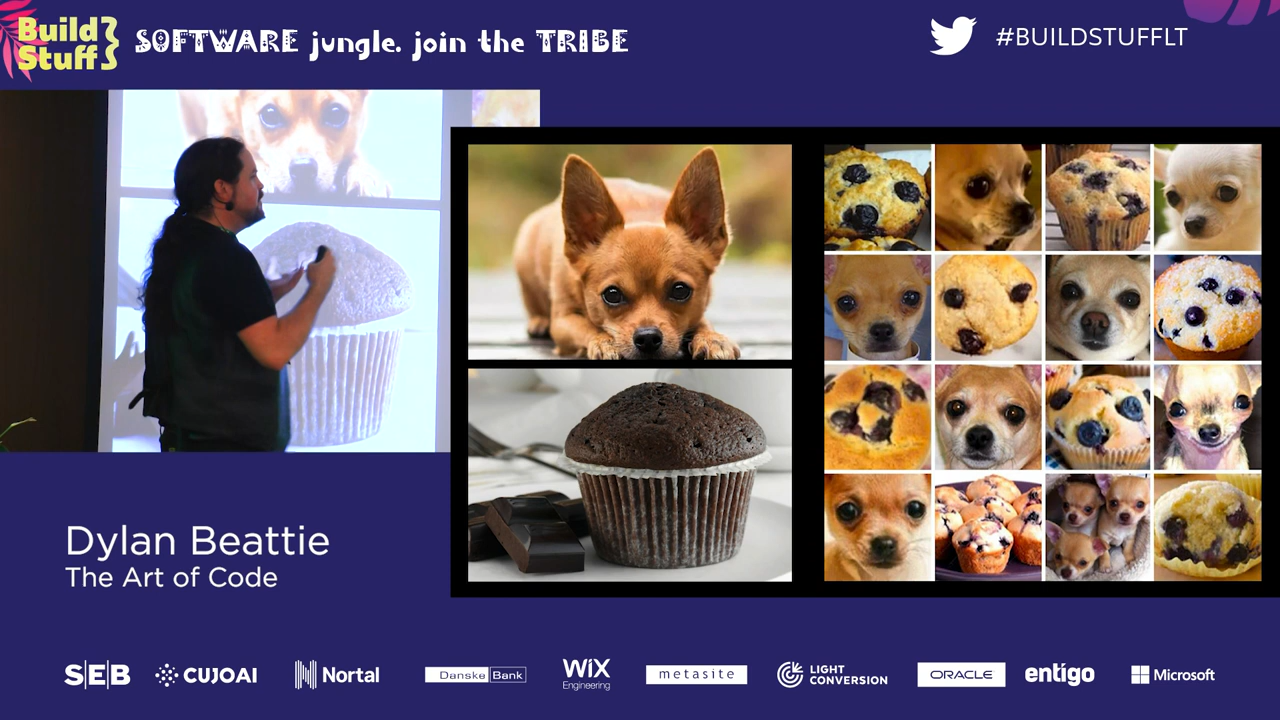 Build
Stuff
SOFTWARE jungle. join the TRIBE
#BUILDSTUFFLT
Dylan Beattie
The Art of Code
SEB
CUJOAI
Nortal
Danske Bank
WiX
Engineering
metasite
LIGHT
CONVERSION
ORACLE
entigo
Microsoft